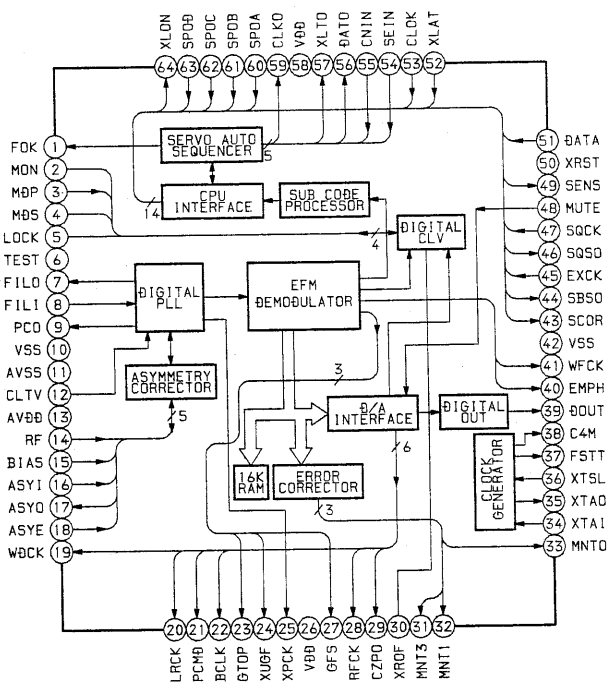 XLON
SPOD
SPOC
SPOB
SPOA
CLKO
VDD
XLTO
DATO
CNIN
SEIN
CLOK
XLAT
64
63
62
61
60
59
58
57
56
55
54
53
52
FOK 1
MON 2
MDP 3
MDS 4
LOCK 5
TEST 6
FILO 7
FILI 8
PCO 9
VSS 10
AVSS 11
CLTV 12
AVDD 13
RF 14
BIAS 15
ASYI 16
ASYO 17
ASYE 18
WDCK 19
SERVO AUTO
SEQUENCER
5
CPU
INTERFACE
14
SUB CODE
PROCESSOR
4
DIGITAL
CLV
DIGITAL
PLL
EFM
DEMODULATOR
ASYMMETRY
CORRECTOR
5
3
D/A
INTERFACE
6
DIGITAL
OUT
16K
RAM
ERROR
CORRECTOR
3
CLOCK
GENERATOR
51 DATA
50 XRST
49 SENS
48 MUTE
47 SQCK
46 SQSO
45 EXCK
44 SBSO
43 SCOR
42 VSS
41 WFCK
40 EMPH
39 DOUT
38 C4M
37 FSTT
36 XTSL
35 XTAO
34 XTAI
33 MNTO
20
21
22
23
24
25
26
27
28
29
30
31
32
LRCK
PCMD
BCLK
GTOP
XUGF
XPCK
VDD
GFS
RFCK
CZPO
XROF
MNT3
MNT1